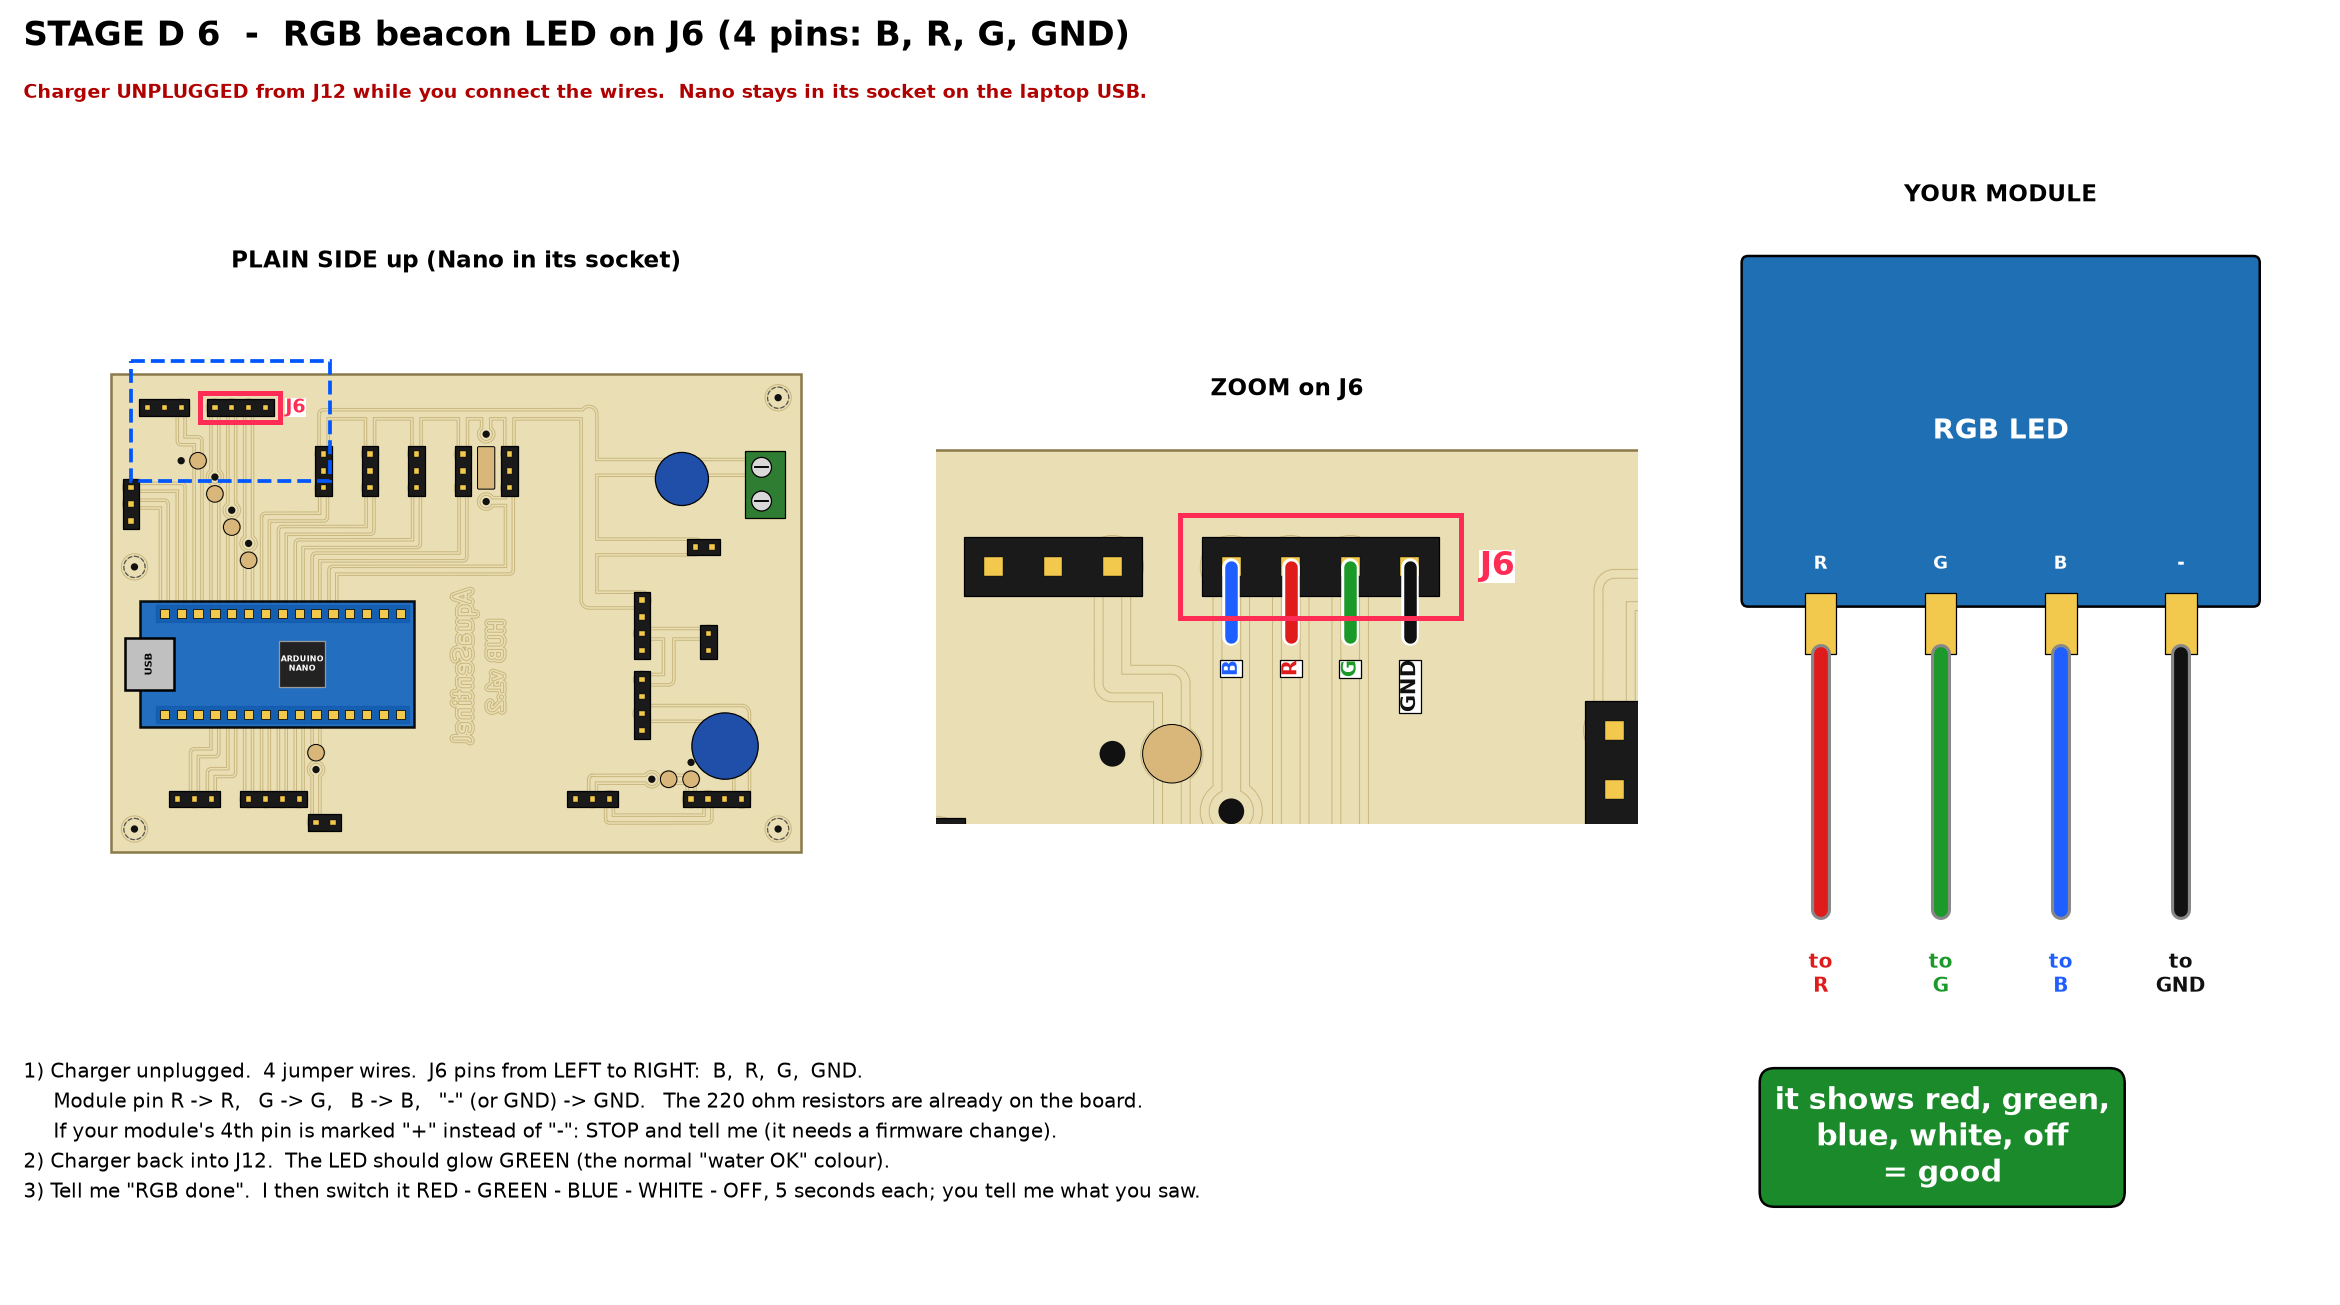 STAGE D 6  -  RGB beacon LED on J6 (4 pins: B, R, G, GND)
Charger UNPLUGGED from J12 while you connect the wires.  Nano stays in its socket on the laptop USB.
YOUR MODULE
PLAIN SIDE up (Nano in its socket)
ZOOM on J6
J6
USB
ARDUINO
NANO
AquaSentinel
HUB v1.2
J6
B
R
G
GND
RGB LED
R
G
B
-
to
R
to
G
to
B
to
GND
1) Charger unplugged.  4 jumper wires.  J6 pins from LEFT to RIGHT:  B,  R,  G,  GND.
Module pin R -> R,   G -> G,   B -> B,   "-" (or GND) -> GND.   The 220 ohm resistors are already on the board.
If your module's 4th pin is marked "+" instead of "-": STOP and tell me (it needs a firmware change).
2) Charger back into J12.  The LED should glow GREEN (the normal "water OK" colour).
3) Tell me "RGB done".  I then switch it RED - GREEN - BLUE - WHITE - OFF, 5 seconds each; you tell me what you saw.
it shows red, green,
blue, white, off
= good